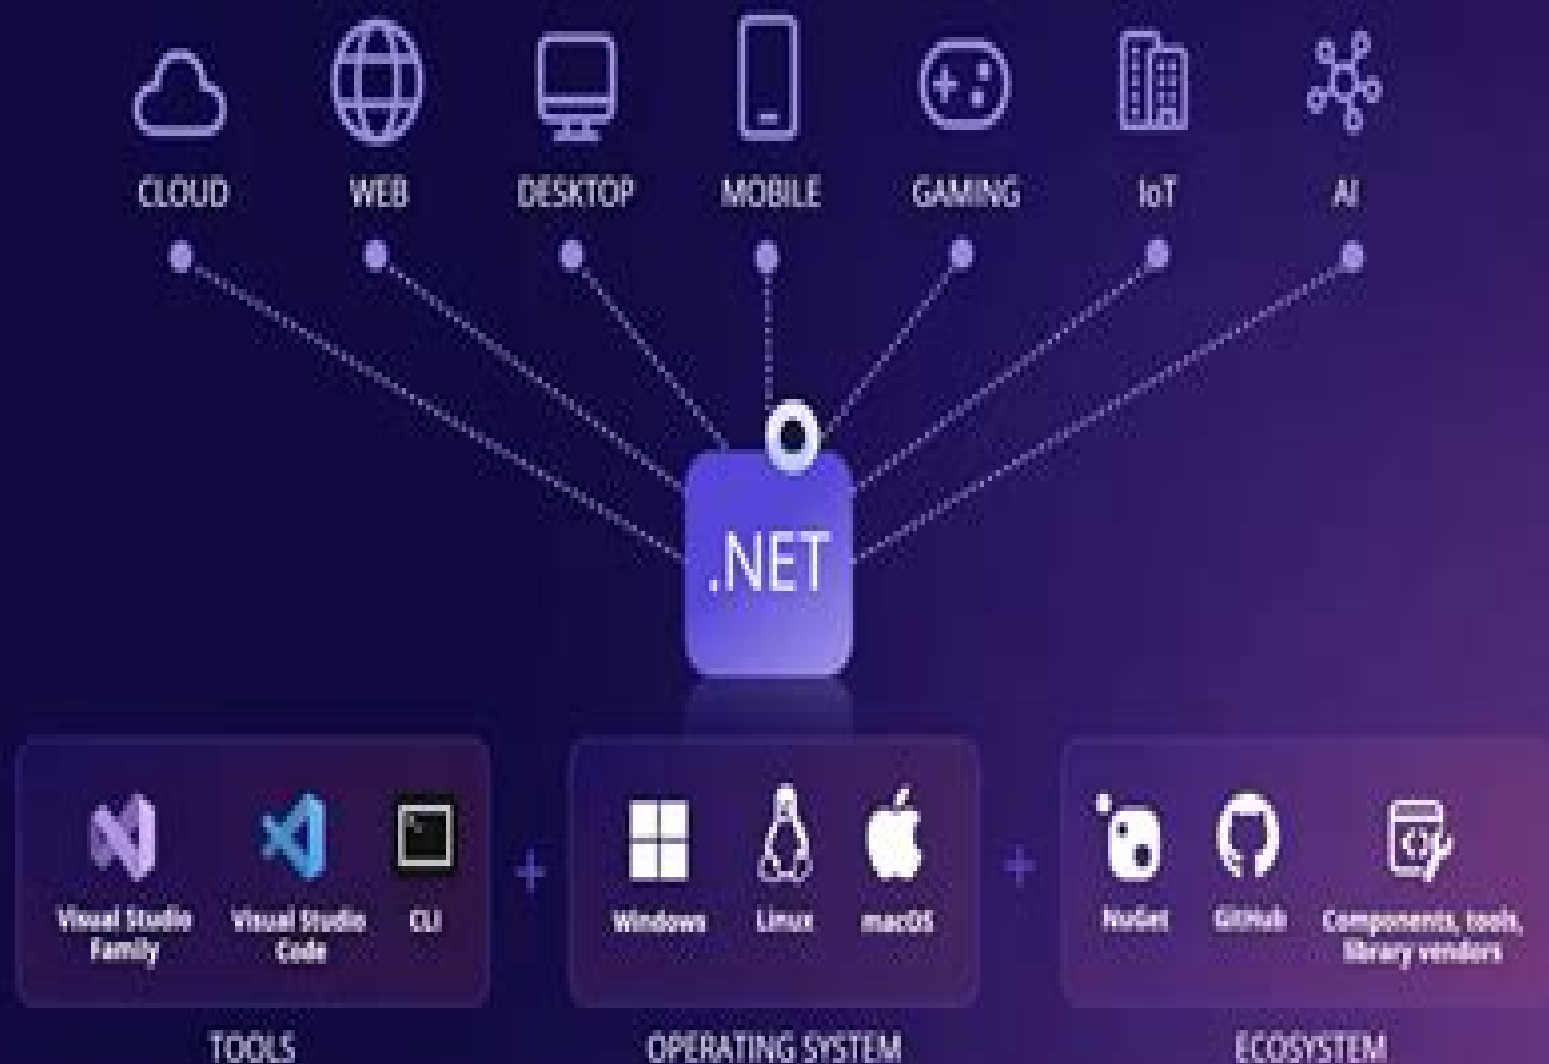 CLOUD
WEB
DESKTOP
MOBILE
GAMING
IoT
AI
.NET
Visual Studio
Family
Visual Studio
Code
CLI
Windows
Linux
macOS
NuGet
GitHub
Components, tools,
library vendors
TOOLS
OPERATING SYSTEM
ECOSYSTEM